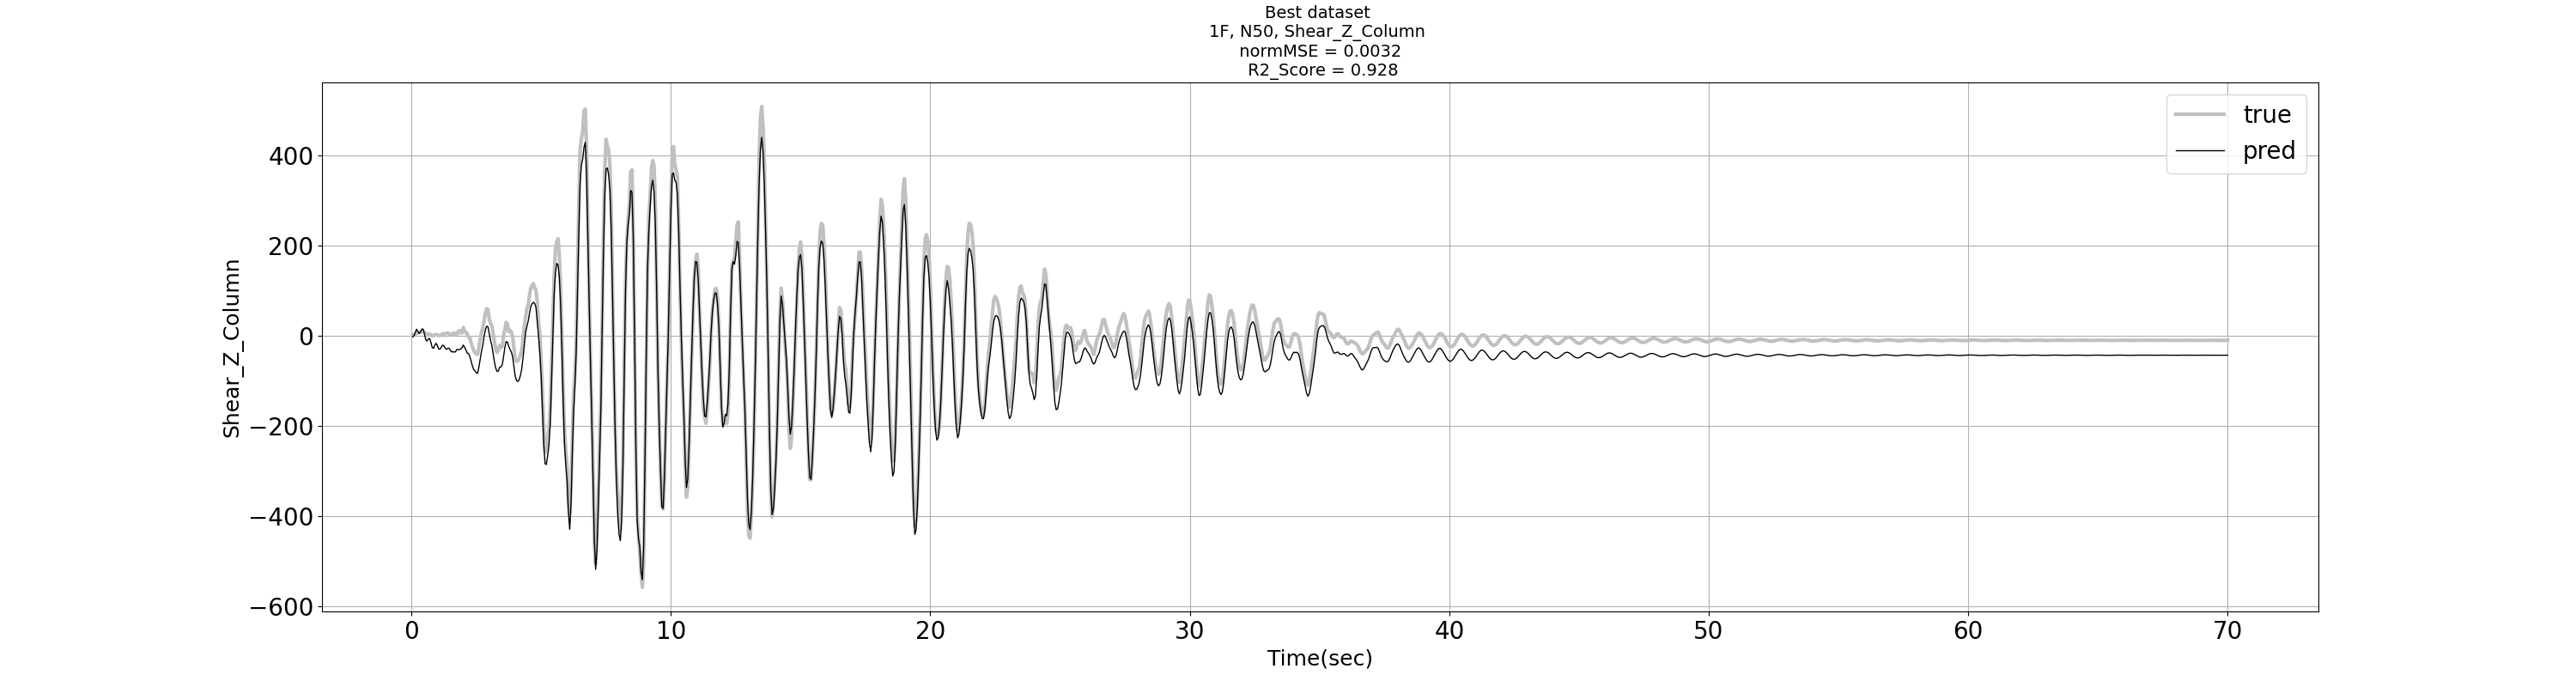 Best dataset
1F, N50, Shear_Z_Column
normMSE = 0.0032
R2_Score = 0.928
true
pred
400
200
0
−200
−400
−600
Shear_Z_Column
0 10 20 30 40 50 60 70
Time(sec)